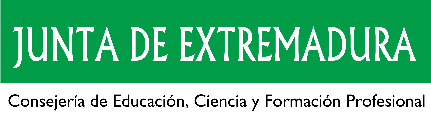 JUNTA DE EXTREMADURA
Consejería de Educación, Ciencia y Formación Profesional